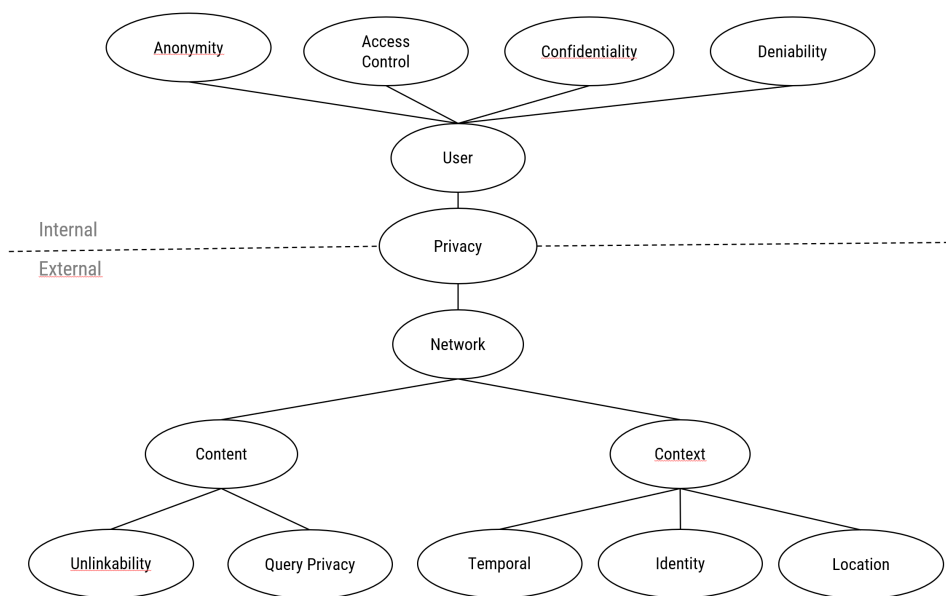 Anonymity
Access
Control
Confidentiality
Deniability
User
Internal
Privacy
External
Network
Content
Context
Unlinkability
Query Privacy
Temporal
Identity
Location